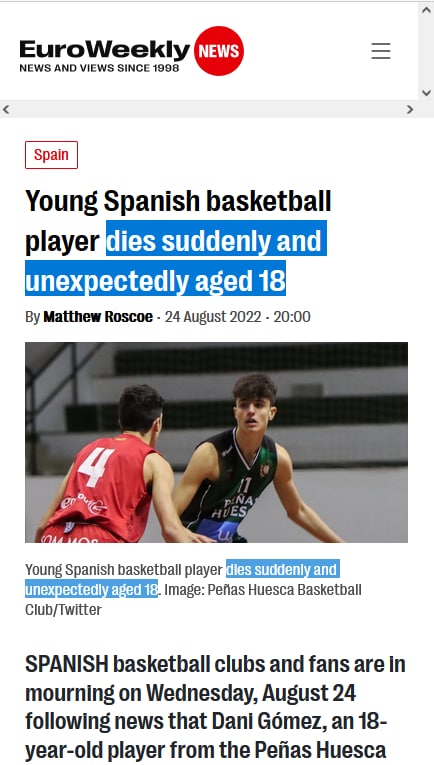 EuroWeekly NEWS
NEWS AND VIEWS SINCE 1998
Spain
Young Spanish basketball
player dies suddenly and
unexpectedly aged 18
By Matthew Roscoe · 24 August 2022 · 20:00
4
11
PEÑAS
HUES
Young Spanish basketball player dies suddenly and
unexpectedly aged 18. Image: Peñas Huesca Basketball
Club/Twitter
SPANISH basketball clubs and fans are in
mourning on Wednesday, August 24
following news that Dani Gómez, an 18-
year-old player from the Peñas Huesca